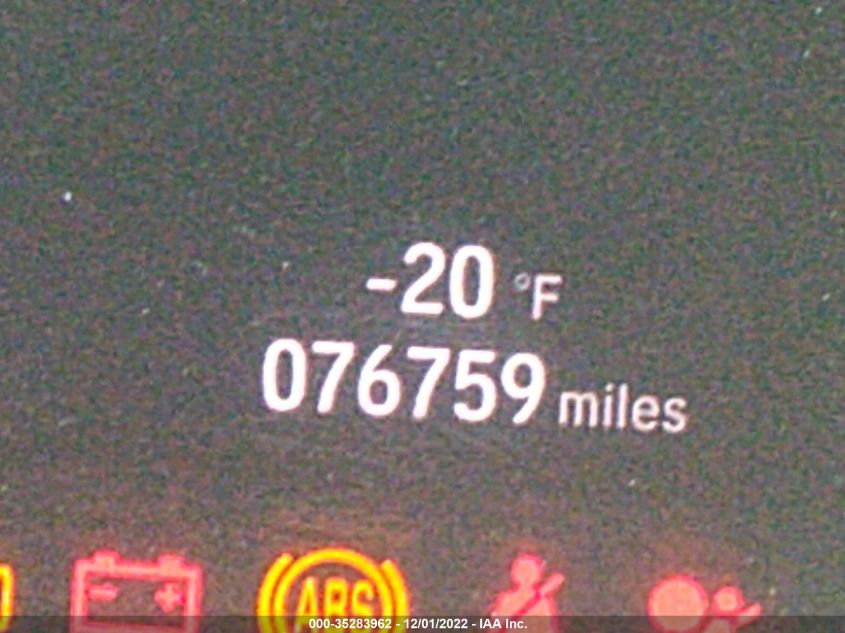 -20 °F
076759 miles
ABS
000-35283962 - 12/01/2022 - IAA Inc.